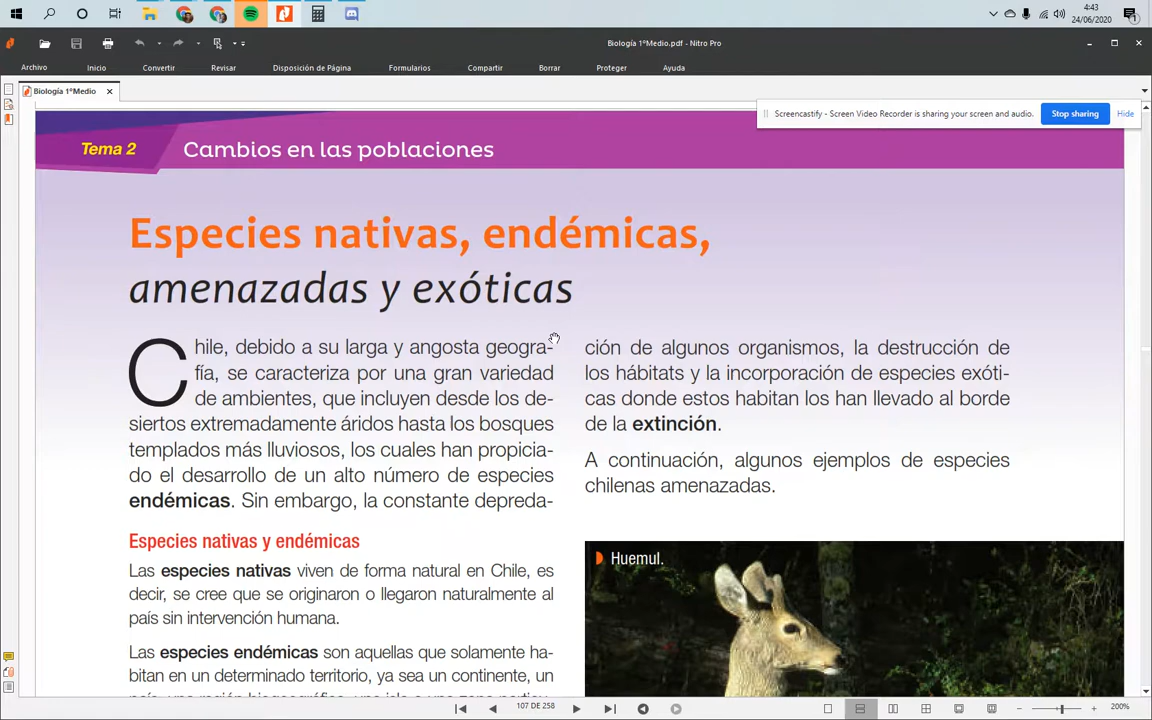 4:43
24/06/2020
Biología 1°Medio.pdf - Nitro Pro
Archivo
Inicio
Convertir
Revisar
Disposición de Página
Formularios
Compartir
Borrar
Proteger
Ayuda
Biología 1°Medio
Screencastify - Screen Video Recorder is sharing your screen and audio.
Stop sharing
Hide
Tema 2
Cambios en las poblaciones
Especies nativas, endémicas,
amenazadas y exóticas
Chile, debido a su larga y angosta geogra-
fía, se caracteriza por una gran variedad
de ambientes, que incluyen desde los de-
siertos extremadamente áridos hasta los bosques
templados más lluviosos, los cuales han propicia-
do el desarrollo de un alto número de especies
endémicas. Sin embargo, la constante depreda-
ción de algunos organismos, la destrucción de
los hábitats y la incorporación de especies exóti-
cas donde estos habitan los han llevado al borde
de la extinción.
A continuación, algunos ejemplos de especies
chilenas amenazadas.
Especies nativas y endémicas
Las especies nativas viven de forma natural en Chile, es
decir, se cree que se originaron o llegaron naturalmente al
país sin intervención humana.
Las especies endémicas son aquellas que solamente ha-
bitan en un determinado territorio, ya sea un continente, un
Huemul.
107 DE 258
200%